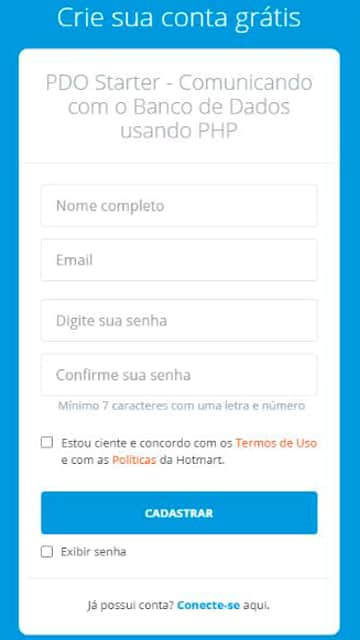 Crie sua conta grátis
PDO Starter - Comunicando
com o Banco de Dados
usando PHP
Nome completo
Email
Digite sua senha
Confirme sua senha
Mínimo 7 caracteres com uma letra e número
Estou ciente e concordo com os Termos de Uso
e com as Políticas da Hotmart.
CADASTRAR
Exibir senha
Já possui conta? Conecte-se aqui.